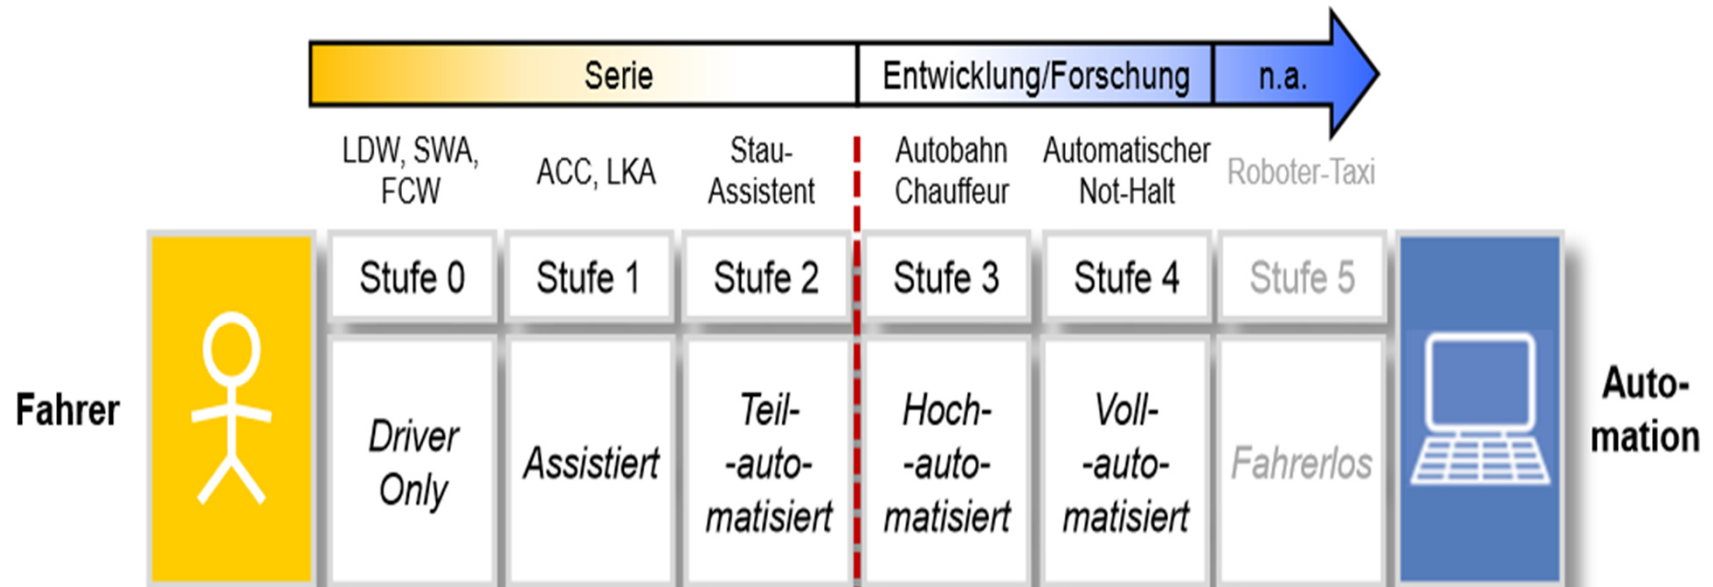 Serie
Entwicklung/Forschung
n.a.
LDW, SWA,
FCW
ACC, LKA
Stau-
Assistent
Autobahn
Chauffeur
Automatischer
Not-Halt
Roboter-Taxi
Stufe 0
Stufe 1
Stufe 2
Stufe 3
Stufe 4
Stufe 5
Fahrer
Driver
Only
Assistiert
Teil-
-auto-
matisiert
Hoch-
-auto-
matisiert
Voll-
-auto-
matisiert
Fahrerlos
Auto-
mation